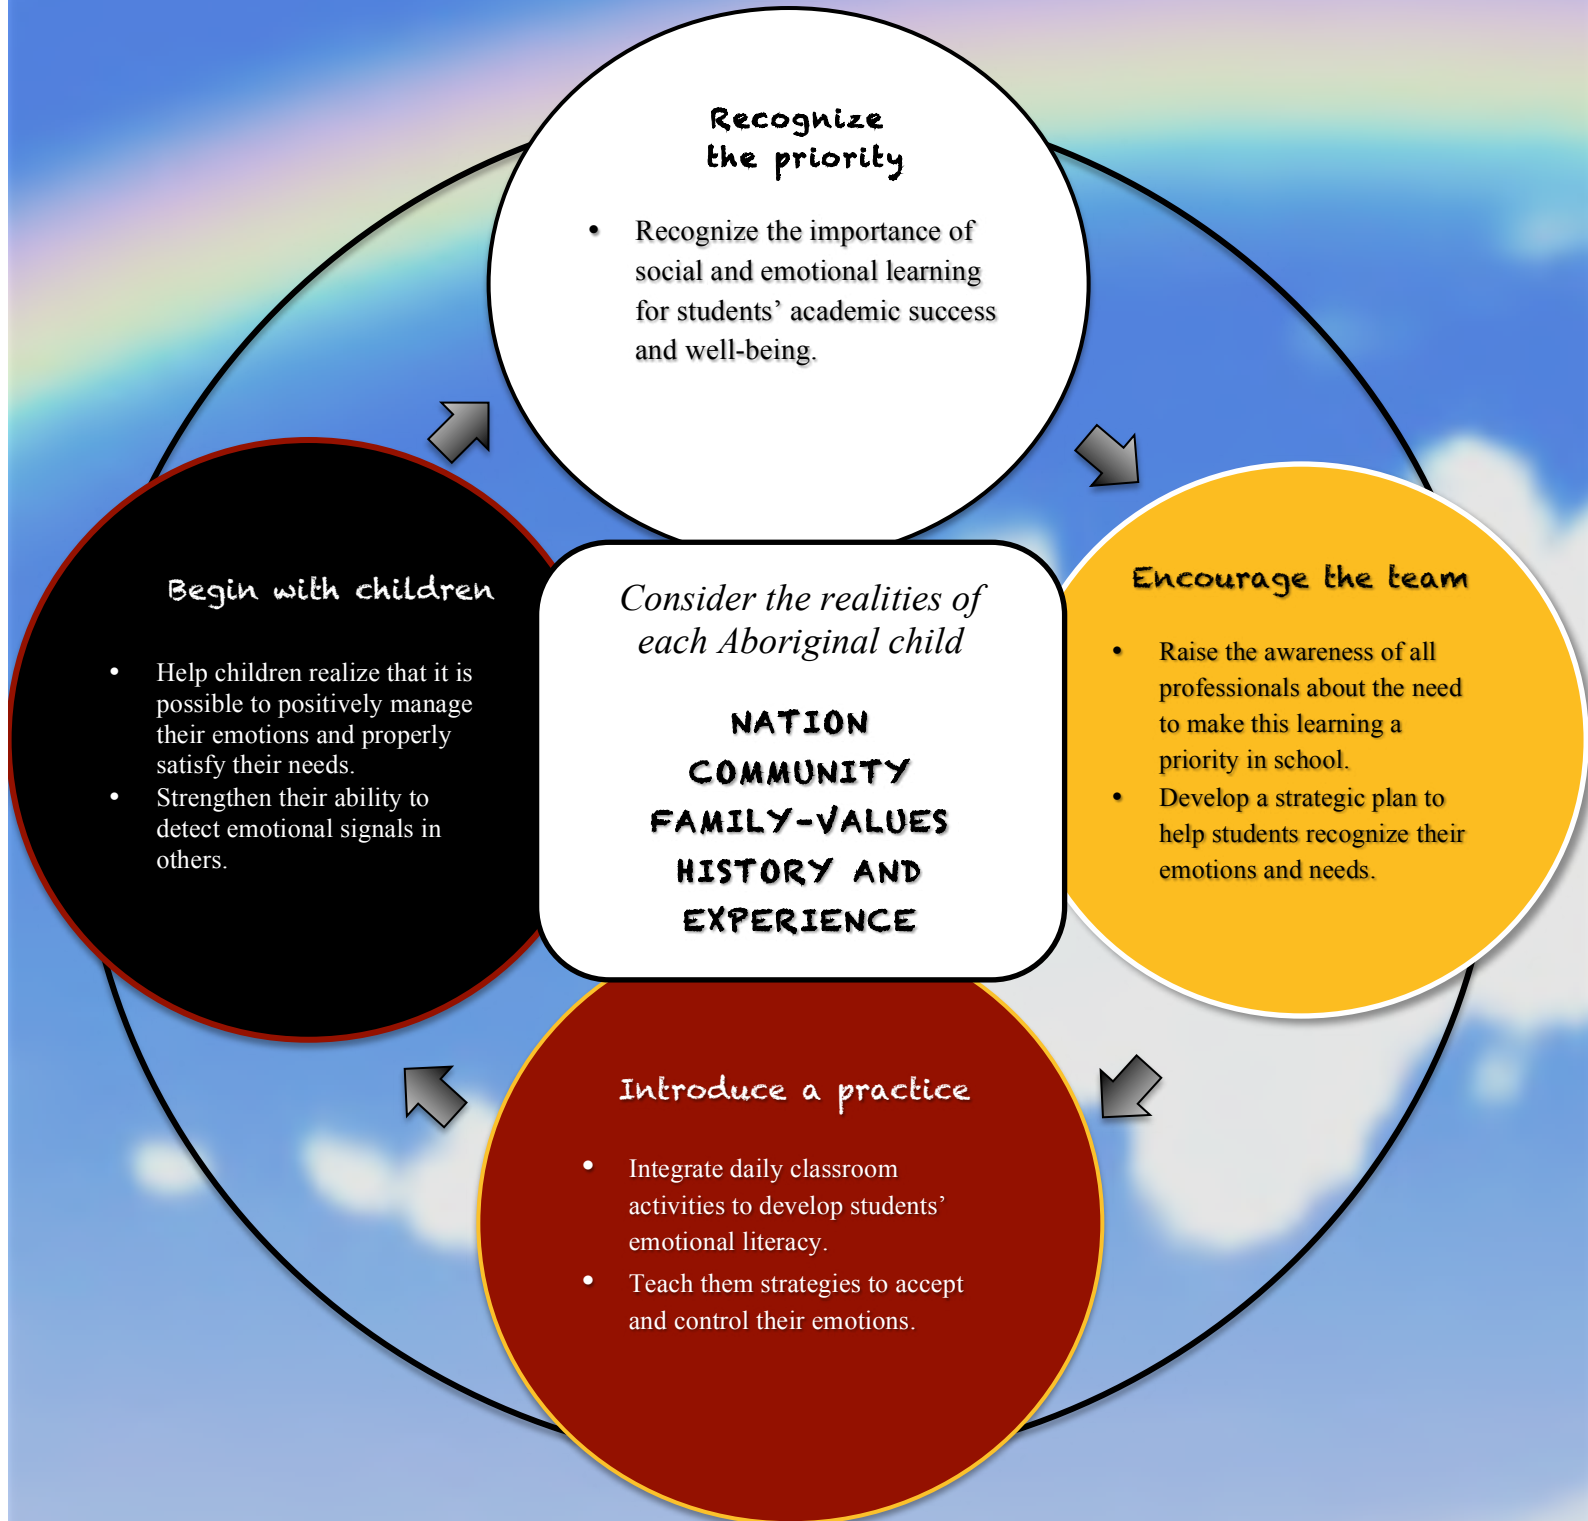 Recognize
the priority
• Recognize the importance of
social and emotional learning
for students’ academic success
and well-being.
Encourage the team
• Raise the awareness of all
professionals about the need
to make this learning a
priority in school.
• Develop a strategic plan to
help students recognize their
emotions and needs.
Introduce a practice
• Integrate daily classroom
activities to develop students’
emotional literacy.
• Teach them strategies to accept
and control their emotions.
Begin with children
• Help children realize that it is
possible to positively manage
their emotions and properly
satisfy their needs.
• Strengthen their ability to
detect emotional signals in
others.
Consider the realities of
each Aboriginal child
NATION
COMMUNITY
FAMILY-VALUES
HISTORY AND
EXPERIENCE